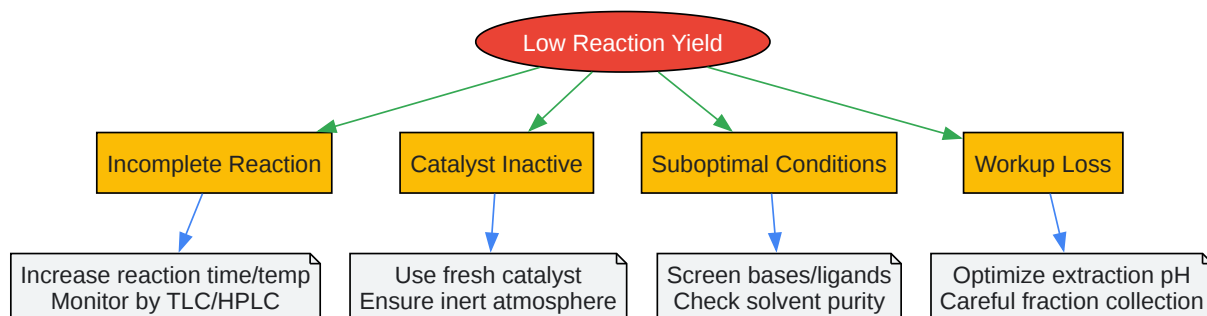 Low Reaction Yield
Incomplete Reaction
Catalyst Inactive
Suboptimal Conditions
Workup Loss
Increase reaction time/temp
Monitor by TLC/HPLC
Use fresh catalyst
Ensure inert atmosphere
Screen bases/ligands
Check solvent purity
Optimize extraction pH
Careful fraction collection